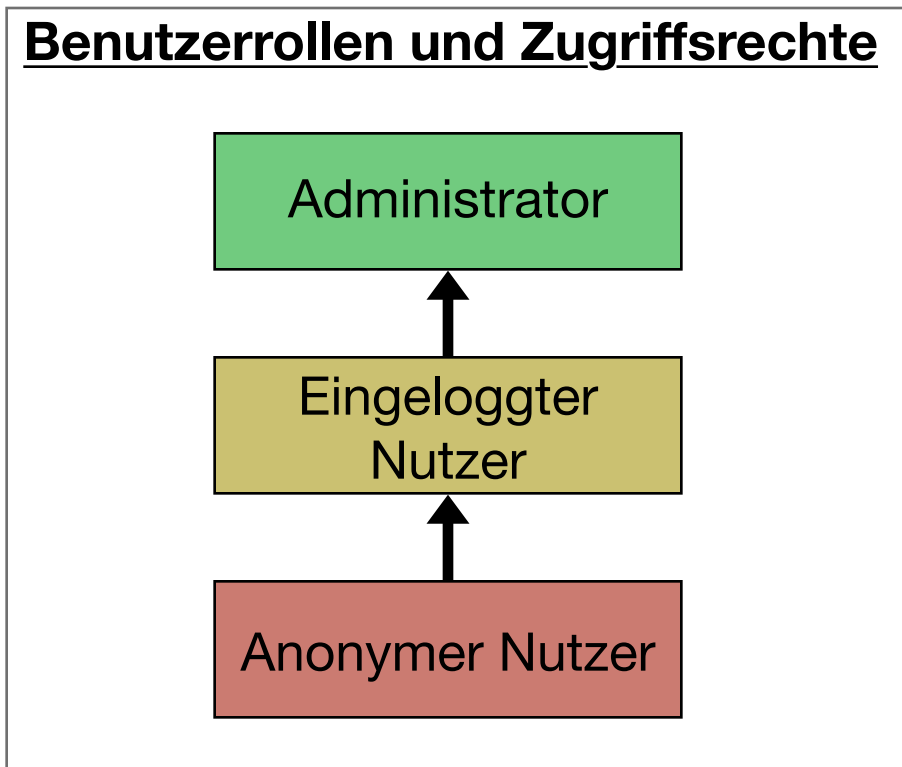 Benutzerrollen und Zugriffsrechte
Administrator
Eingeloggter
Nutzer
Anonymer Nutzer